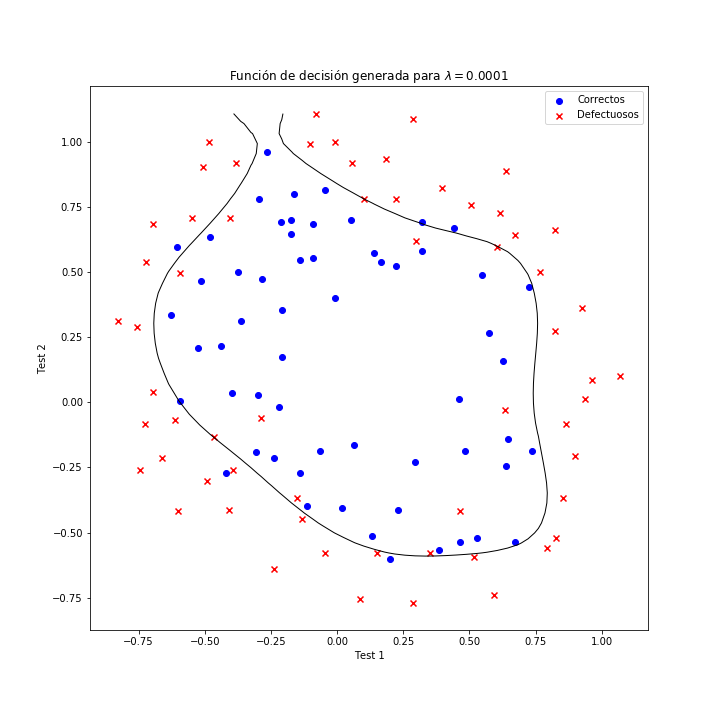 Función de decisión generada para λ = 0.0001
Correctos
Defectuosos
1.00
0.75
0.50
0.25
0.00
−0.25
−0.50
−0.75
Test 2
−0.75 −0.50 −0.25 0.00 0.25 0.50 0.75 1.00
Test 1